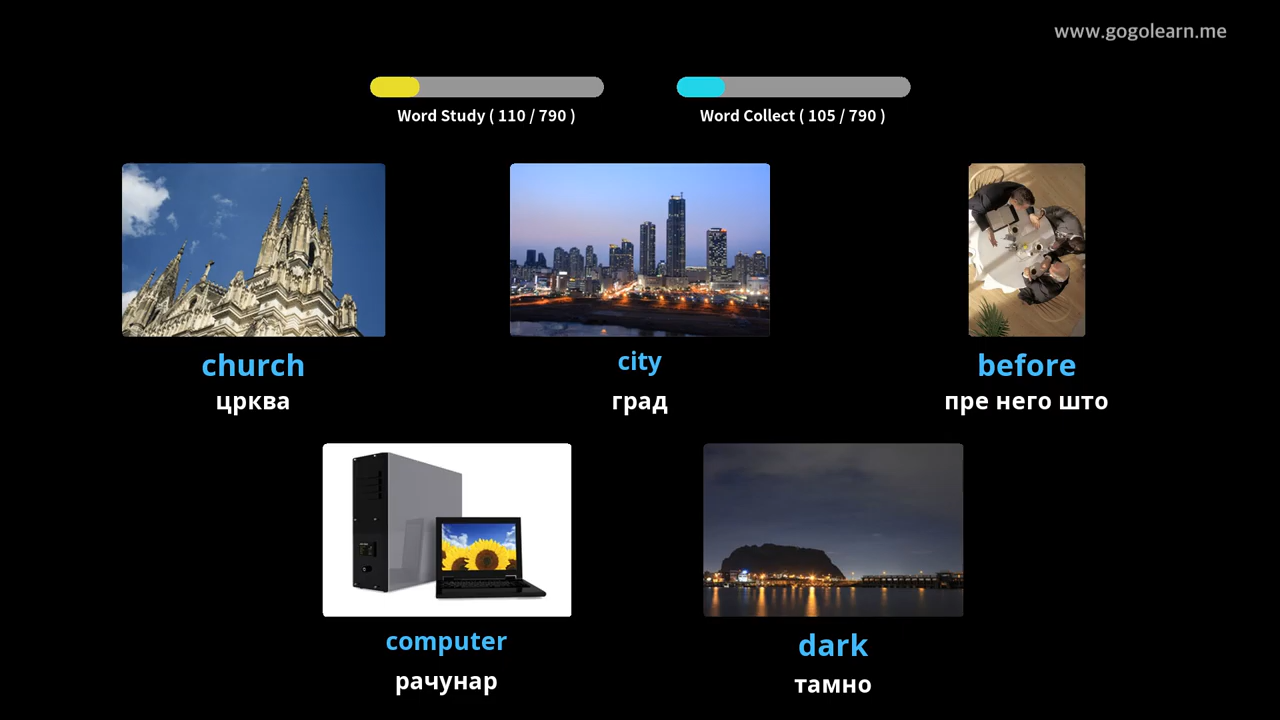 www.gogolearn.me
Word Study ( 110 / 790 )
Word Collect ( 105 / 790 )
church
црква
city
град
before
пре него што
computer
рачунар
dark
тамно